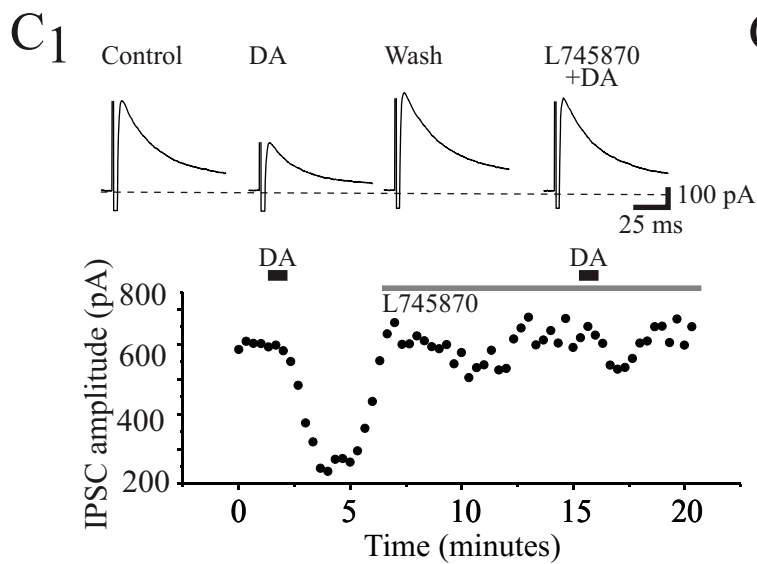 C1
Control DA Wash L745870
+DA
100 pA
25 ms
DA DA
L745870
IPSC amplitude (pA)
800
600
400
200
0 5 10 15 20
Time (minutes)